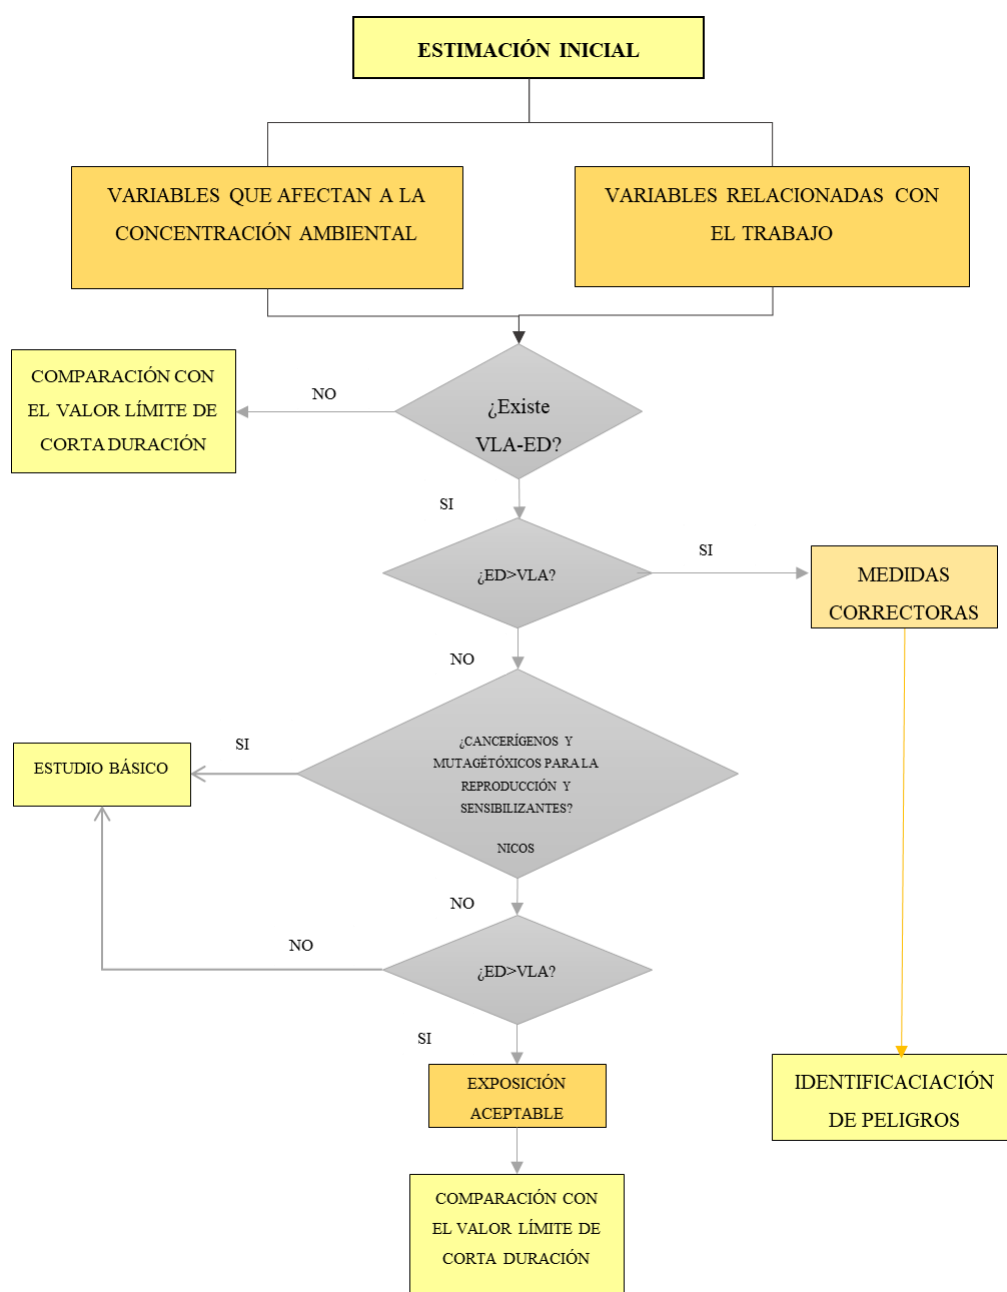 ESTIMACIÓN INICIAL
VARIABLES QUE AFECTAN A LA
CONCENTRACIÓN AMBIENTAL
VARIABLES RELACIONADAS CON
EL TRABAJO
COMPARACIÓN CON
EL VALOR LÍMITE DE
CORTA DURACIÓN
NO
¿Existe
VLA-ED?
SI
¿ED>VLA?
SI
MEDIDAS
CORRECTORAS
NO
¿CANCERÍGENOS Y
MUTAGÉTÓXICOS PARA LA
REPRODUCCIÓN Y
SENSIBILIZANTES?
NICOS
SI
ESTUDIO BÁSICO
NO
NO
¿ED>VLA?
SI
EXPOSICIÓN
ACEPTABLE
IDENTIFICACIACIÓN
DE PELIGROS
COMPARACIÓN CON
EL VALOR LÍMITE DE
CORTA DURACIÓN